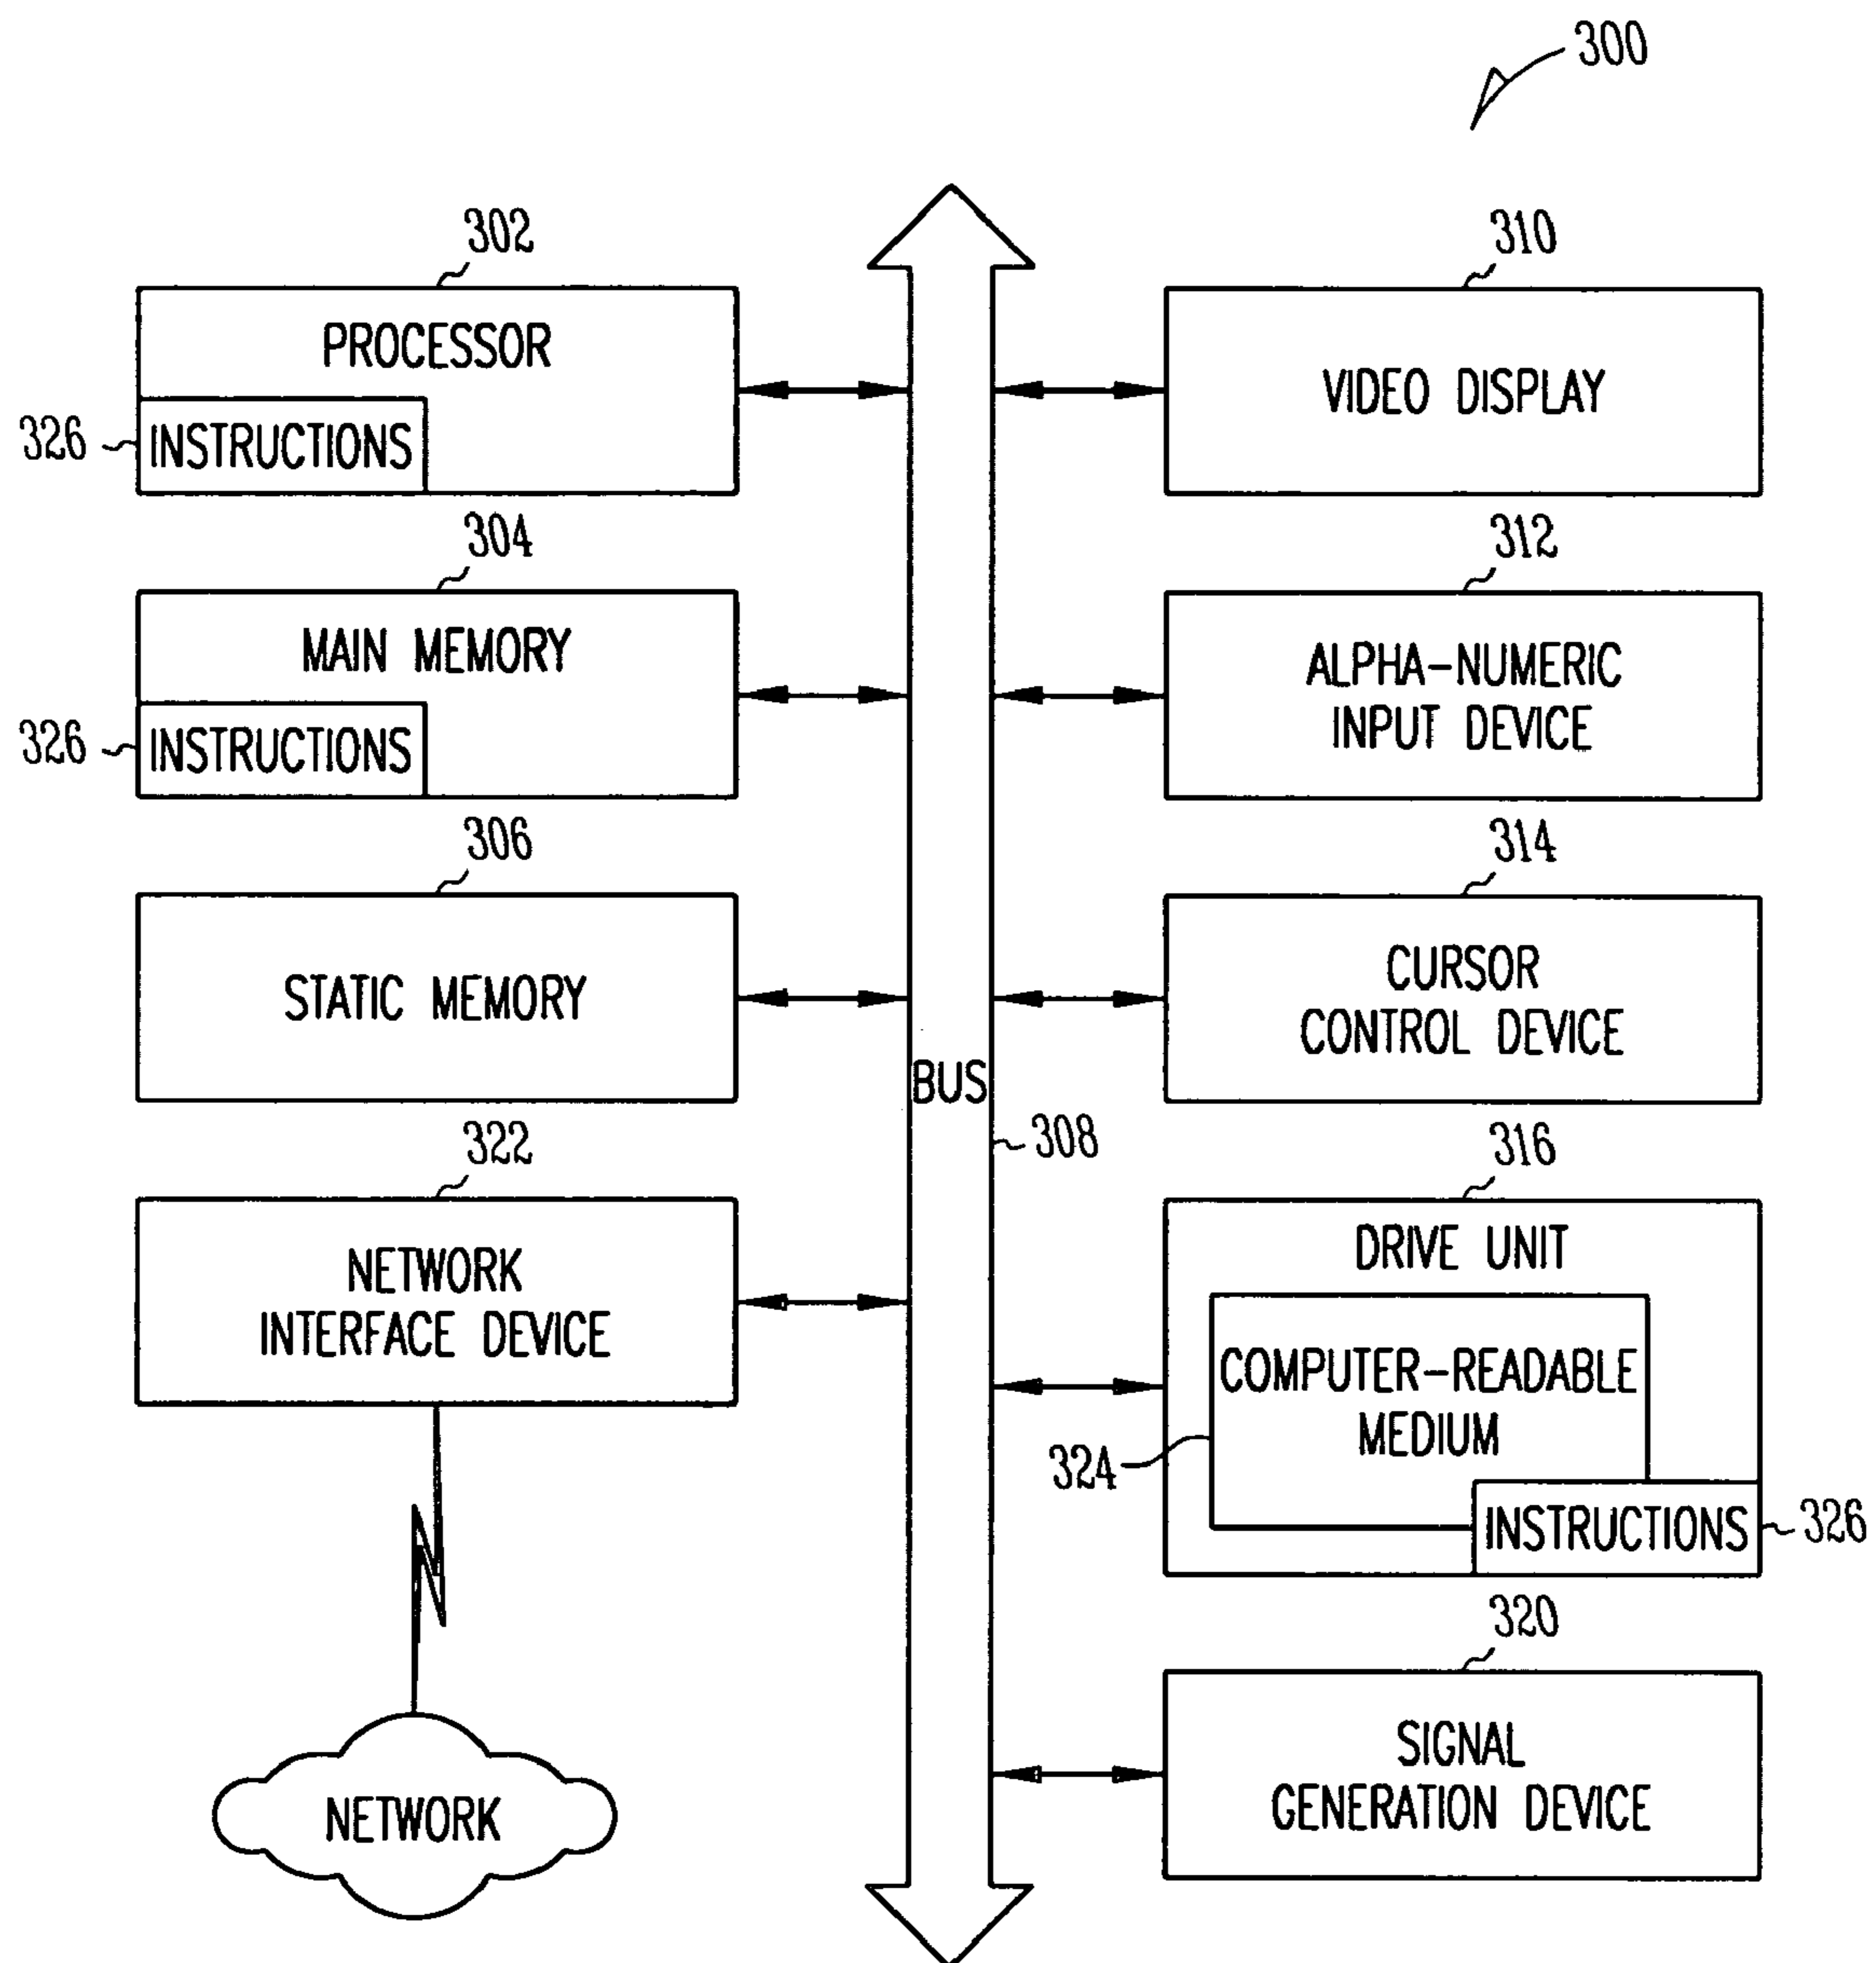 300
302
PROCESSOR
326
INSTRUCTIONS
304
MAIN MEMORY
326
INSTRUCTIONS
306
STATIC MEMORY
322
NETWORK
INTERFACE DEVICE
NETWORK
BUS
308
310
VIDEO DISPLAY
312
ALPHA-NUMERIC
INPUT DEVICE
314
CURSOR
CONTROL DEVICE
316
DRIVE UNIT
COMPUTER-READABLE
MEDIUM
324
INSTRUCTIONS
326
320
SIGNAL
GENERATION DEVICE